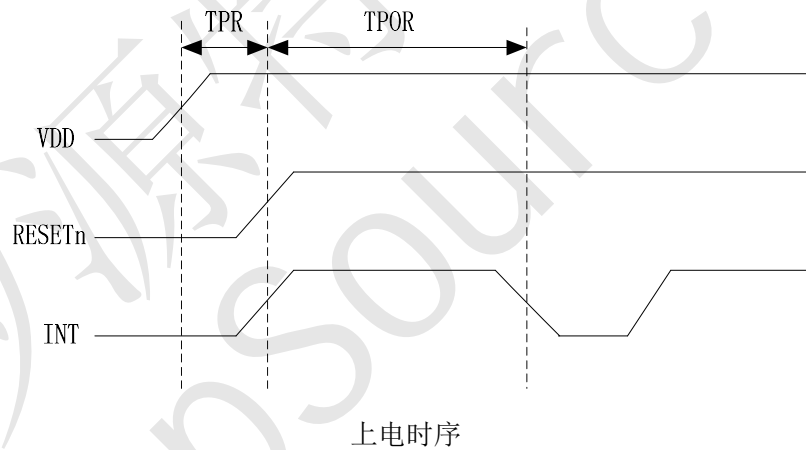 TPR
TPOR
VDD
RESETn
INT
上电时序